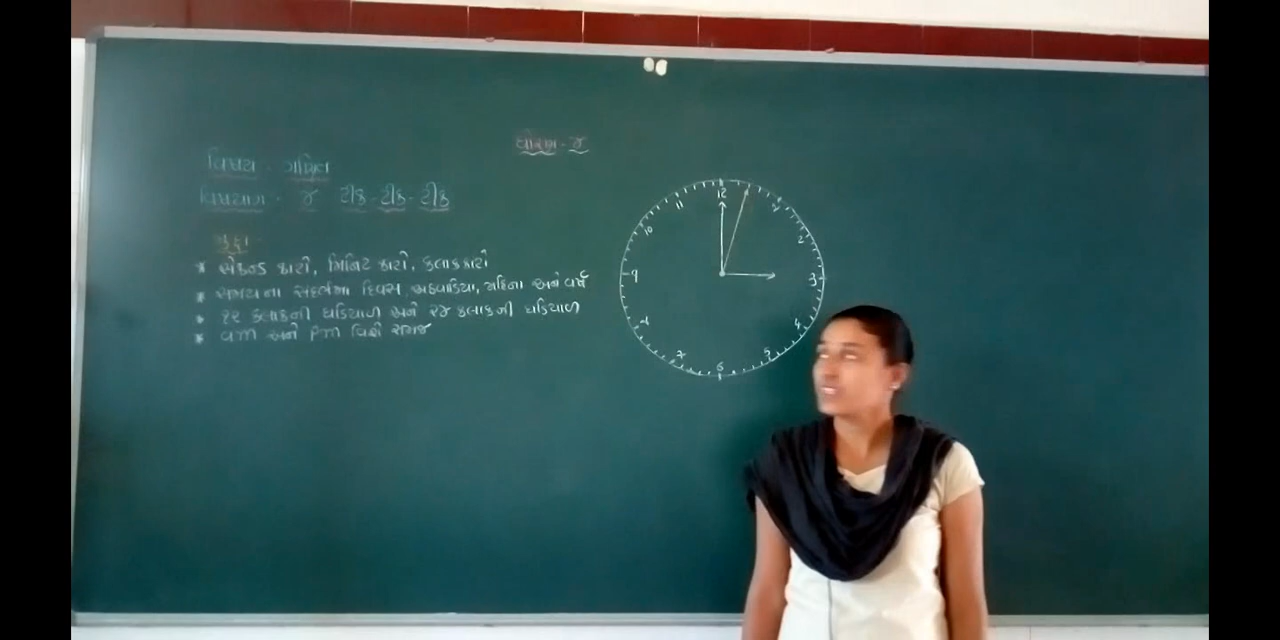 ધોરણ - ૪
વિષય - ગણિત
વિષયાંગ - ૪ ટીક - ટીક - ટીક
મુદ્દા -
* સેકન્ડ કાંટો, મિનિટ કાંટો, કલાક કાંટો
* સમયના સંદર્ભમાં દિવસ, અઠવાડિયા, મહિના અને વર્ષ
* ૧૨ કલાકની ઘડિયાળ અને ૨૪ કલાકની ઘડિયાળ
* am અને pm વિશે સમજ
12
11
10
2
9
3
8
4
7
5
6